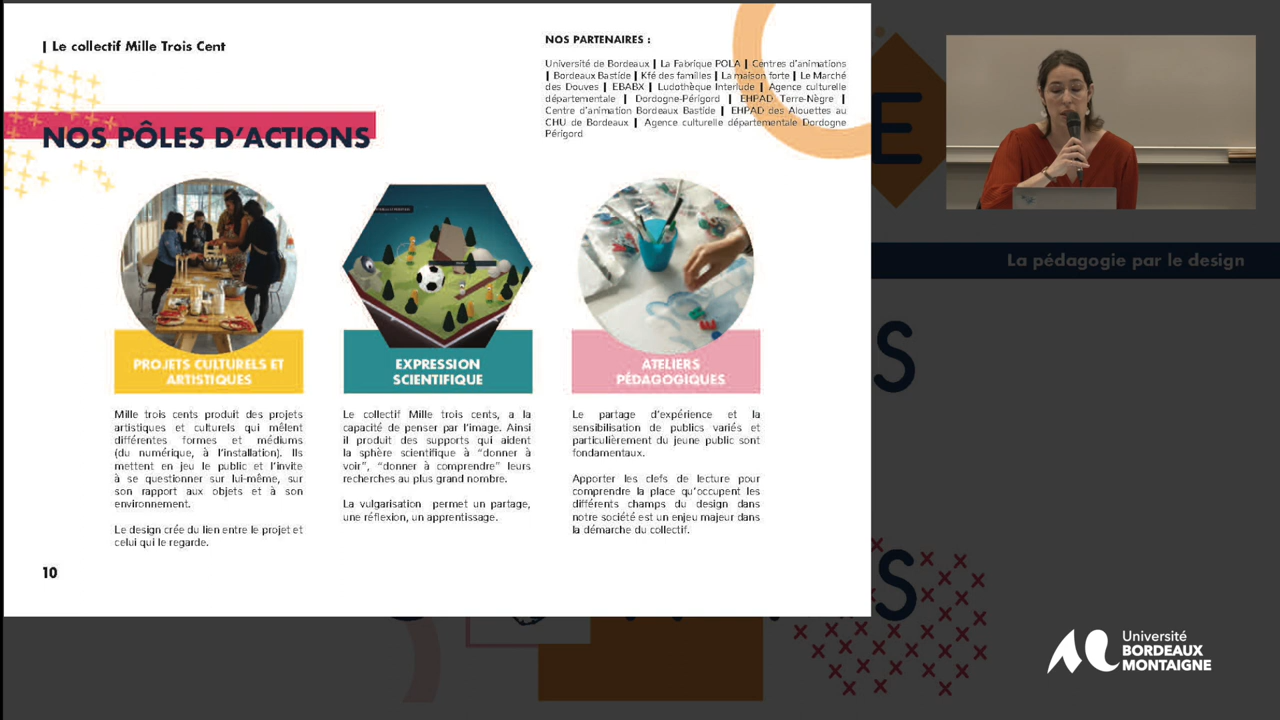 | Le collectif Mille Trois Cent
NOS PARTENAIRES :
Université de Bordeaux | La Fabrique POLA | Centres d'animations
| Bordeaux Bastide | Kfé des familles | La maison forte | Le Marché
des Douves | EBABX | Ludothèque Interlude | Agence culturelle
départementale | Dordogne-Périgord | EHPAD Terre-Nègre |
Centre d'animation Bordeaux Bastide | EHPAD des Alouettes au
CHU de Bordeaux | Agence culturelle départementale Dordogne
Périgord
NOS PÔLES D'ACTIONS
PROJETS CULTURELS ET
ARTISTIQUES
Mille trois cents produit des projets
artistiques et culturels qui mêlent
différentes formes et médiums
(du numérique, à l'installation). Ils
mettent en jeu le public et l'invite
à se questionner sur lui-même, sur
son rapport aux objets et à son
environnement.
Le design crée du lien entre le projet et
celui qui le regarde.
EXPRESSION
SCIENTIFIQUE
Le collectif Mille trois cents, a la
capacité de penser par l'image. Ainsi
il produit des supports qui aident
la sphère scientifique à "donner à
voir", "donner à comprendre" leurs
recherches au plus grand nombre.
La vulgarisation permet un partage,
une réflexion, un apprentissage.
ATELIERS
PÉDAGOGIQUES
Le partage d'expérience et la
sensibilisation de publics variés et
particulièrement du jeune public sont
fondamentaux.
Apporter les clefs de lecture pour
comprendre la place qu'occupent les
différents champs du design dans
notre société est un enjeu majeur dans
la démarche du collectif.
10
E
La pédagogie par le design
S
S
Université
BORDEAUX
MONTAIGNE